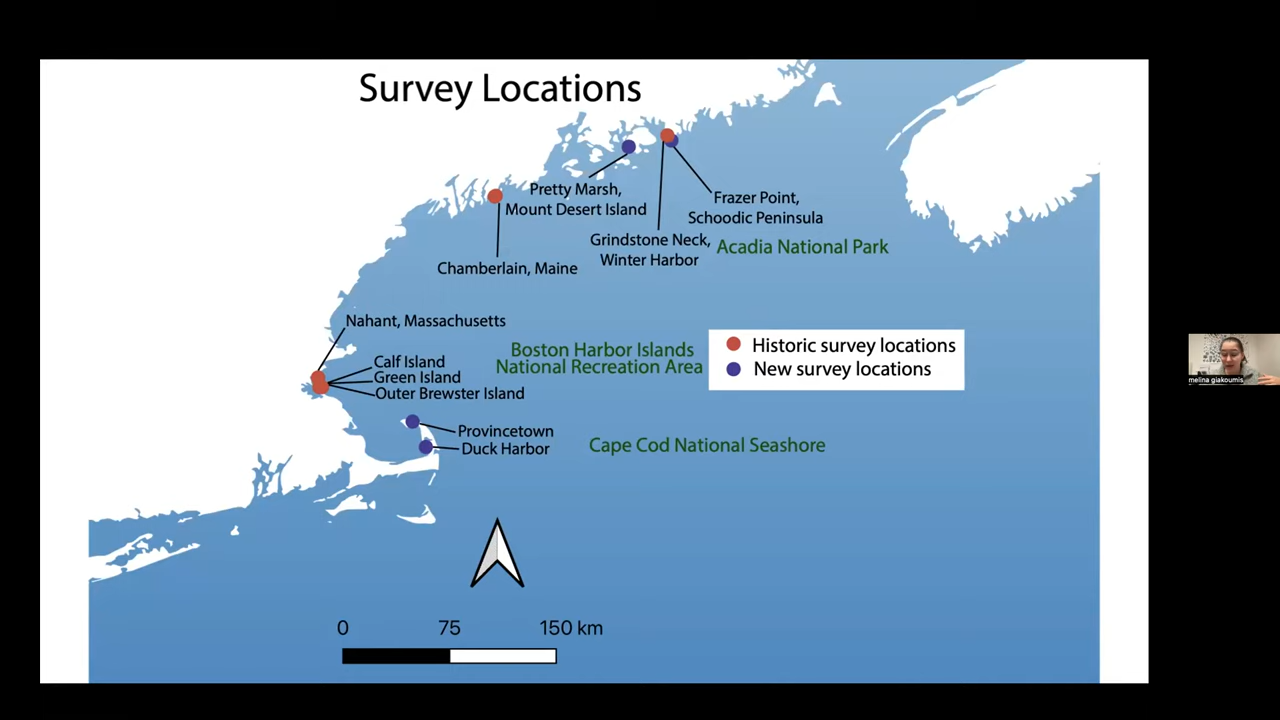 Survey Locations
Pretty Marsh,
Mount Desert Island
Frazer Point,
Schoodic Peninsula
Grindstone Neck,
Winter Harbor
Acadia National Park
Chamberlain, Maine
Nahant, Massachusetts
Calf Island
Green Island
Outer Brewster Island
Boston Harbor Islands
National Recreation Area
Historic survey locations
New survey locations
Provincetown
Duck Harbor
Cape Cod National Seashore
0 75 150 km
melina giakoumis